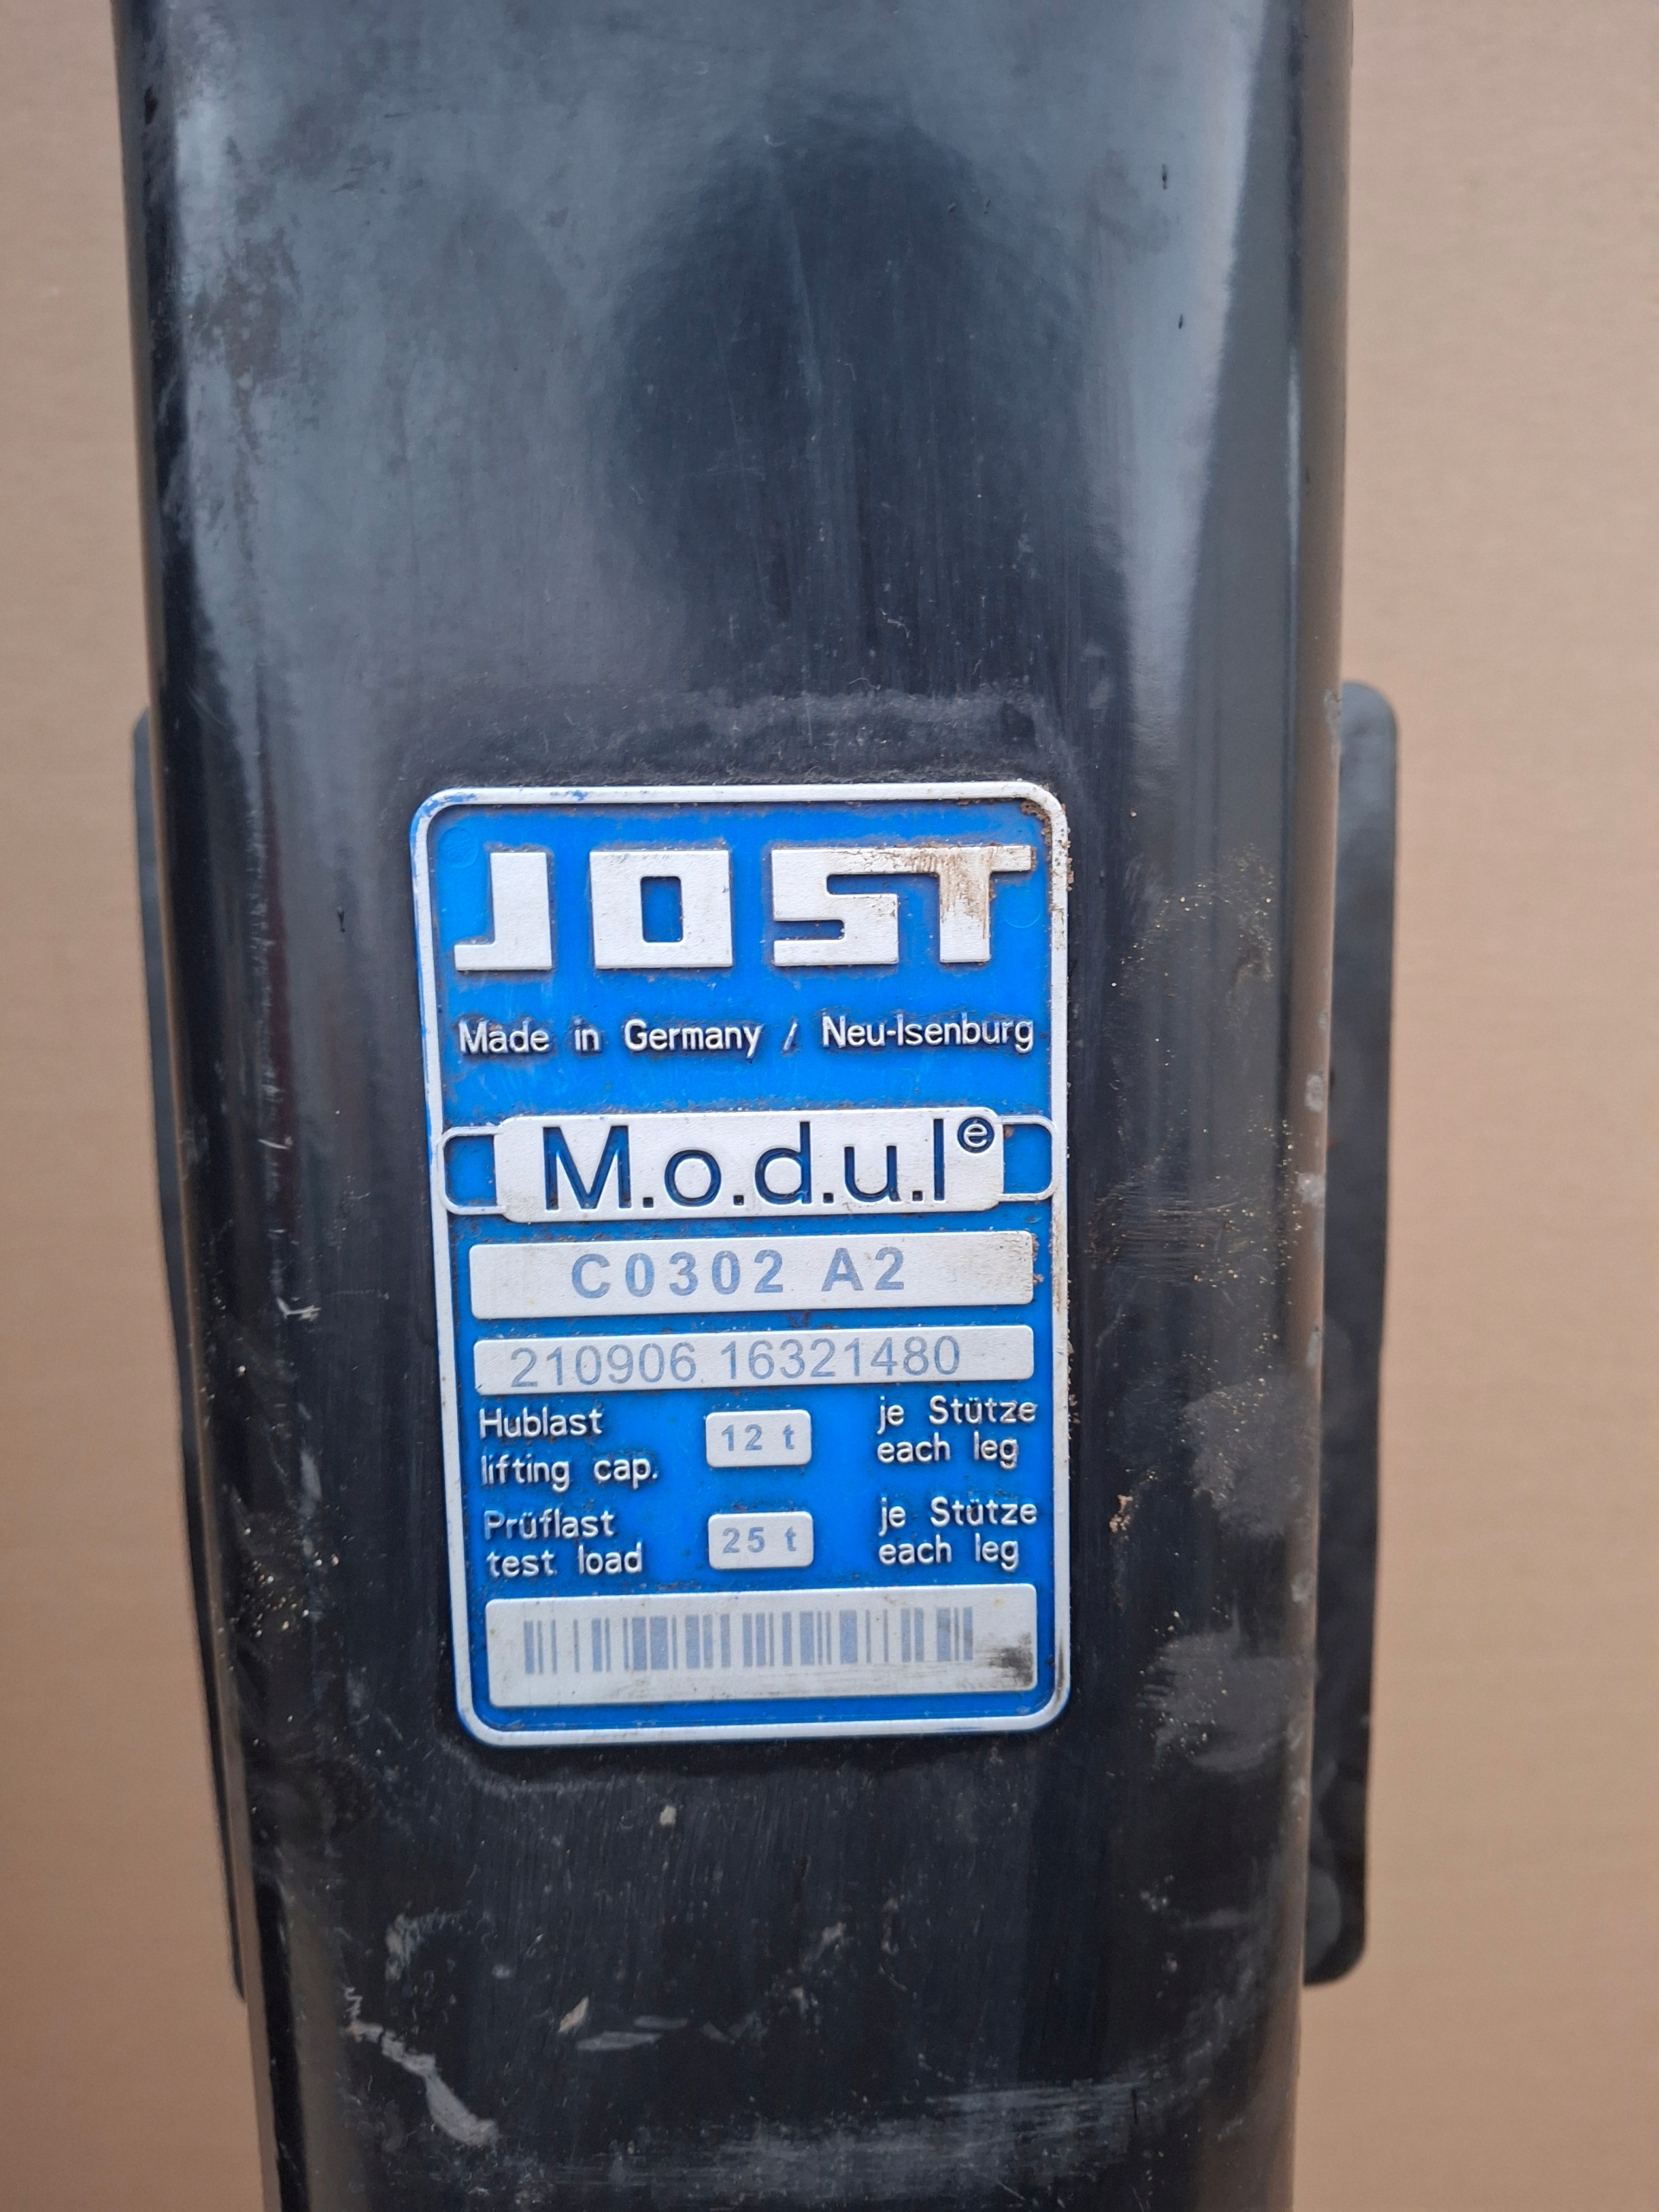 JOST
Made in Germany / Neu-Isenburg
M.o.d.u.l®
C0302 A2
210906 16321480
Hublast 12 t je Stütze
lifting cap. each leg
Prüflast 25 t je Stütze
test load each leg